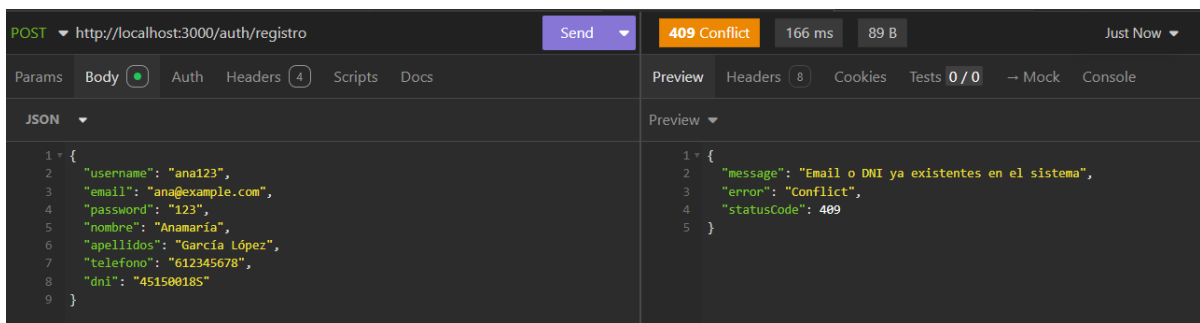 POST http://localhost:3000/auth/registro Send
Params Body Auth Headers 4 Scripts Docs
JSON
1 {
2 "username": "ana123",
3 "email": "ana@example.com",
4 "password": "123",
5 "nombre": "Anamaría",
6 "apellidos": "García López",
7 "telefono": "612345678",
8 "dni": "45150018S"
9 }
409 Conflict 166 ms 89 B Just Now
Preview Headers 8 Cookies Tests 0 / 0 → Mock Console
Preview
1 {
2 "message": "Email o DNI ya existentes en el sistema",
3 "error": "Conflict",
4 "statusCode": 409
5 }